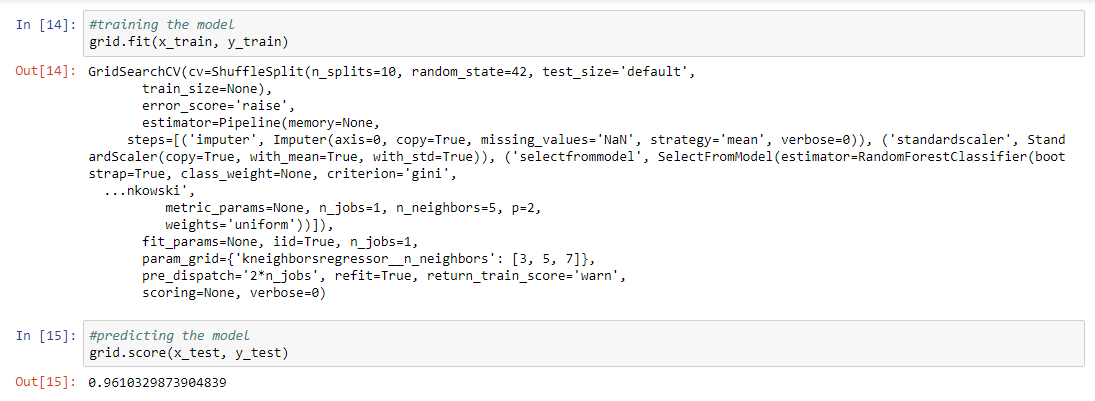 In [14]: #training the model
grid.fit(x_train, y_train)
Out[14]: GridSearchCV(cv=ShuffleSplit(n_splits=10, random_state=42, test_size='default',
train_size=None),
error_score='raise',
estimator=Pipeline(memory=None,
steps=[('imputer', Imputer(axis=0, copy=True, missing_values='NaN', strategy='mean', verbose=0)), ('standardscaler', Stand
ardScaler(copy=True, with_mean=True, with_std=True)), ('selectfrommodel', SelectFromModel(estimator=RandomForestClassifier(boot
strap=True, class_weight=None, criterion='gini',
...nkowski',
metric_params=None, n_jobs=1, n_neighbors=5, p=2,
weights='uniform'))]),
fit_params=None, iid=True, n_jobs=1,
param_grid={'kneighborsregressor__n_neighbors': [3, 5, 7]},
pre_dispatch='2*n_jobs', refit=True, return_train_score='warn',
scoring=None, verbose=0)
In [15]: #predicting the model
grid.score(x_test, y_test)
Out[15]: 0.9610329873904839